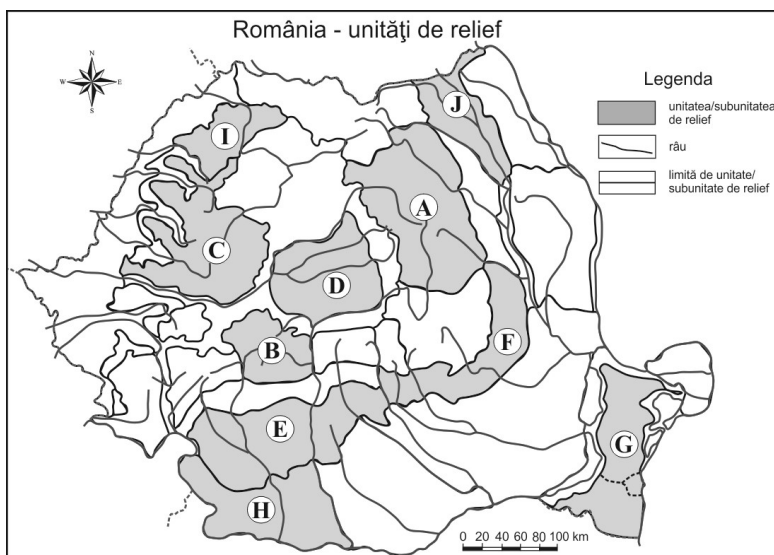 România - unităţi de relief
N
W E
S
Legenda
unitatea/subunitatea
de relief
râu
limită de unitate/
subunitate de relief
J
I
A
C
D
F
B
E
G
H
0 20 40 60 80 100 km